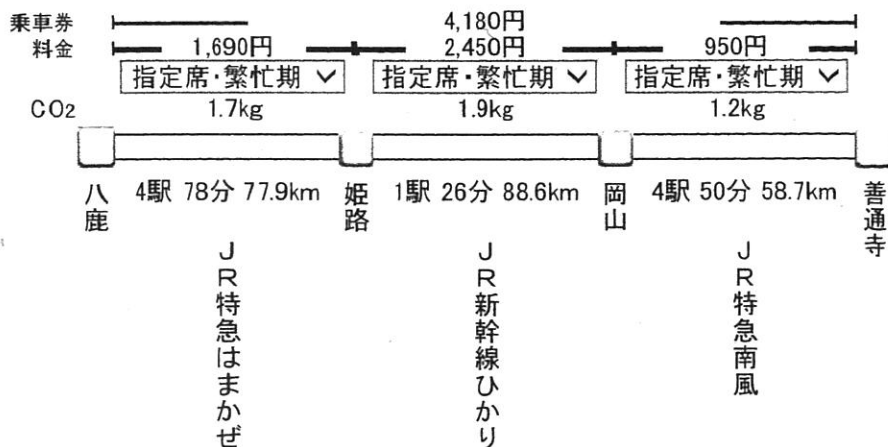 乗車券 4,180円
料金 1,690円 2,450円 950円
指定席・繁忙期 指定席・繁忙期 指定席・繁忙期
CO2 1.7kg 1.9kg 1.2kg
4駅 78分 77.9km 1駅 26分 88.6km 4駅 50分 58.7km
八鹿
姫路
岡山
善通寺
JR特急はまかぜ
JR新幹線ひかり
JR特急南風